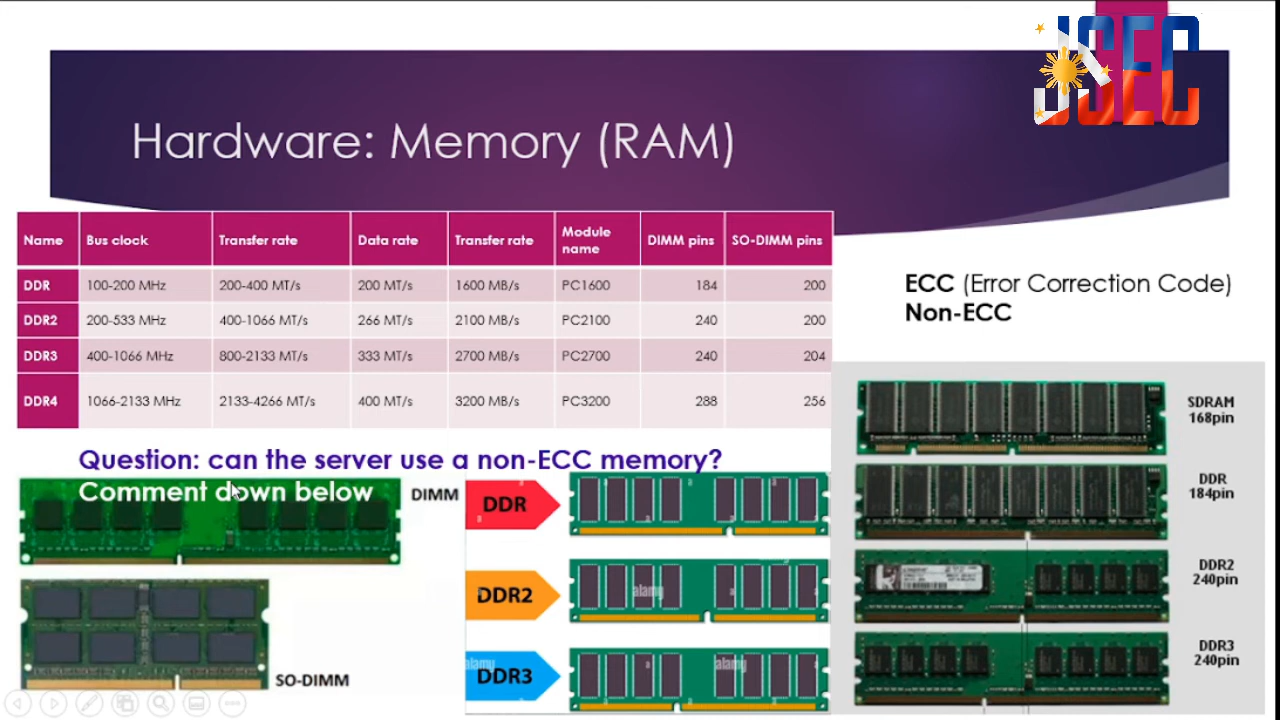 JSEC
Hardware: Memory (RAM)
Name Bus clock Transfer rate Data rate Transfer rate Module name DIMM pins SO-DIMM pins
DDR 100-200 MHz 200-400 MT/s 200 MT/s 1600 MB/s PC1600 184 200
DDR2 200-533 MHz 400-1066 MT/s 266 MT/s 2100 MB/s PC2100 240 200
DDR3 400-1066 MHz 800-2133 MT/s 333 MT/s 2700 MB/s PC2700 240 204
DDR4 1066-2133 MHz 2133-4266 MT/s 400 MT/s 3200 MB/s PC3200 288 256
ECC (Error Correction Code)
Non-ECC
Question: can the server use a non-ECC memory?
Comment down below
DIMM
SO-DIMM
DDR
DDR2
alamy
DDR3
alamy
alamy
SDRAM
168pin
DDR
184pin
DDR2
240pin
DDR3
240pin